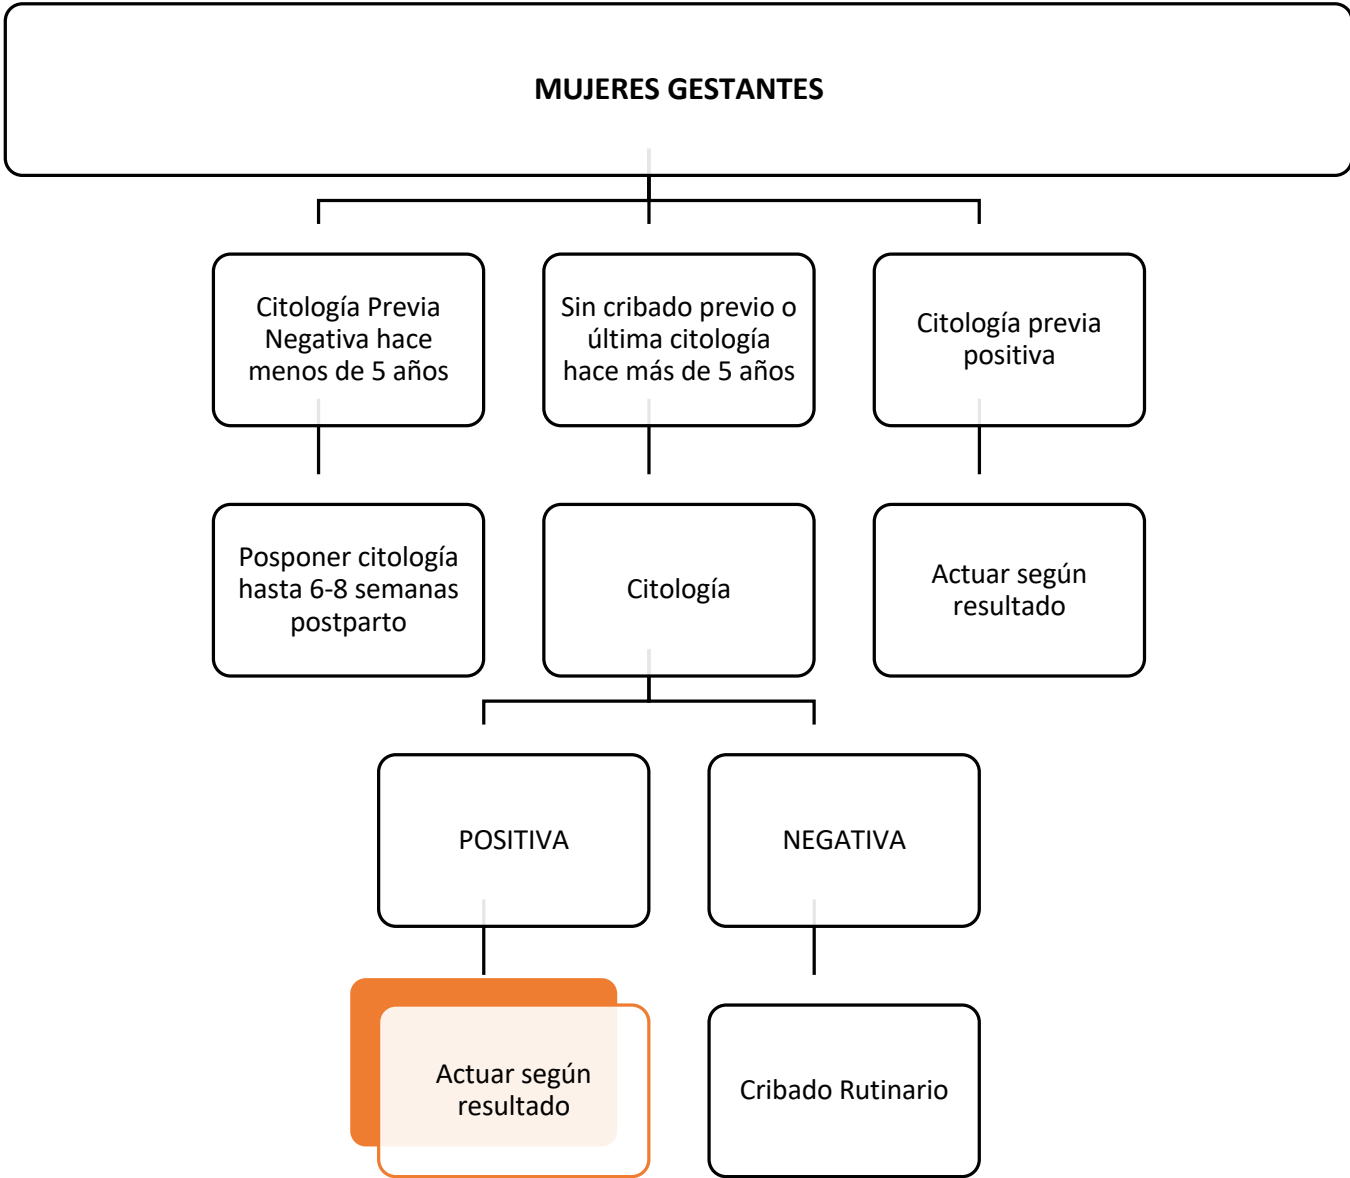 MUJERES GESTANTES
Citología Previa
Negativa hace
menos de 5 años
Sin cribado previo o
última citología
hace más de 5 años
Citología previa
positiva
Posponer citología
hasta 6-8 semanas
postparto
Citología
Actuar según
resultado
POSITIVA
NEGATIVA
Actuar según
resultado
Cribado Rutinario